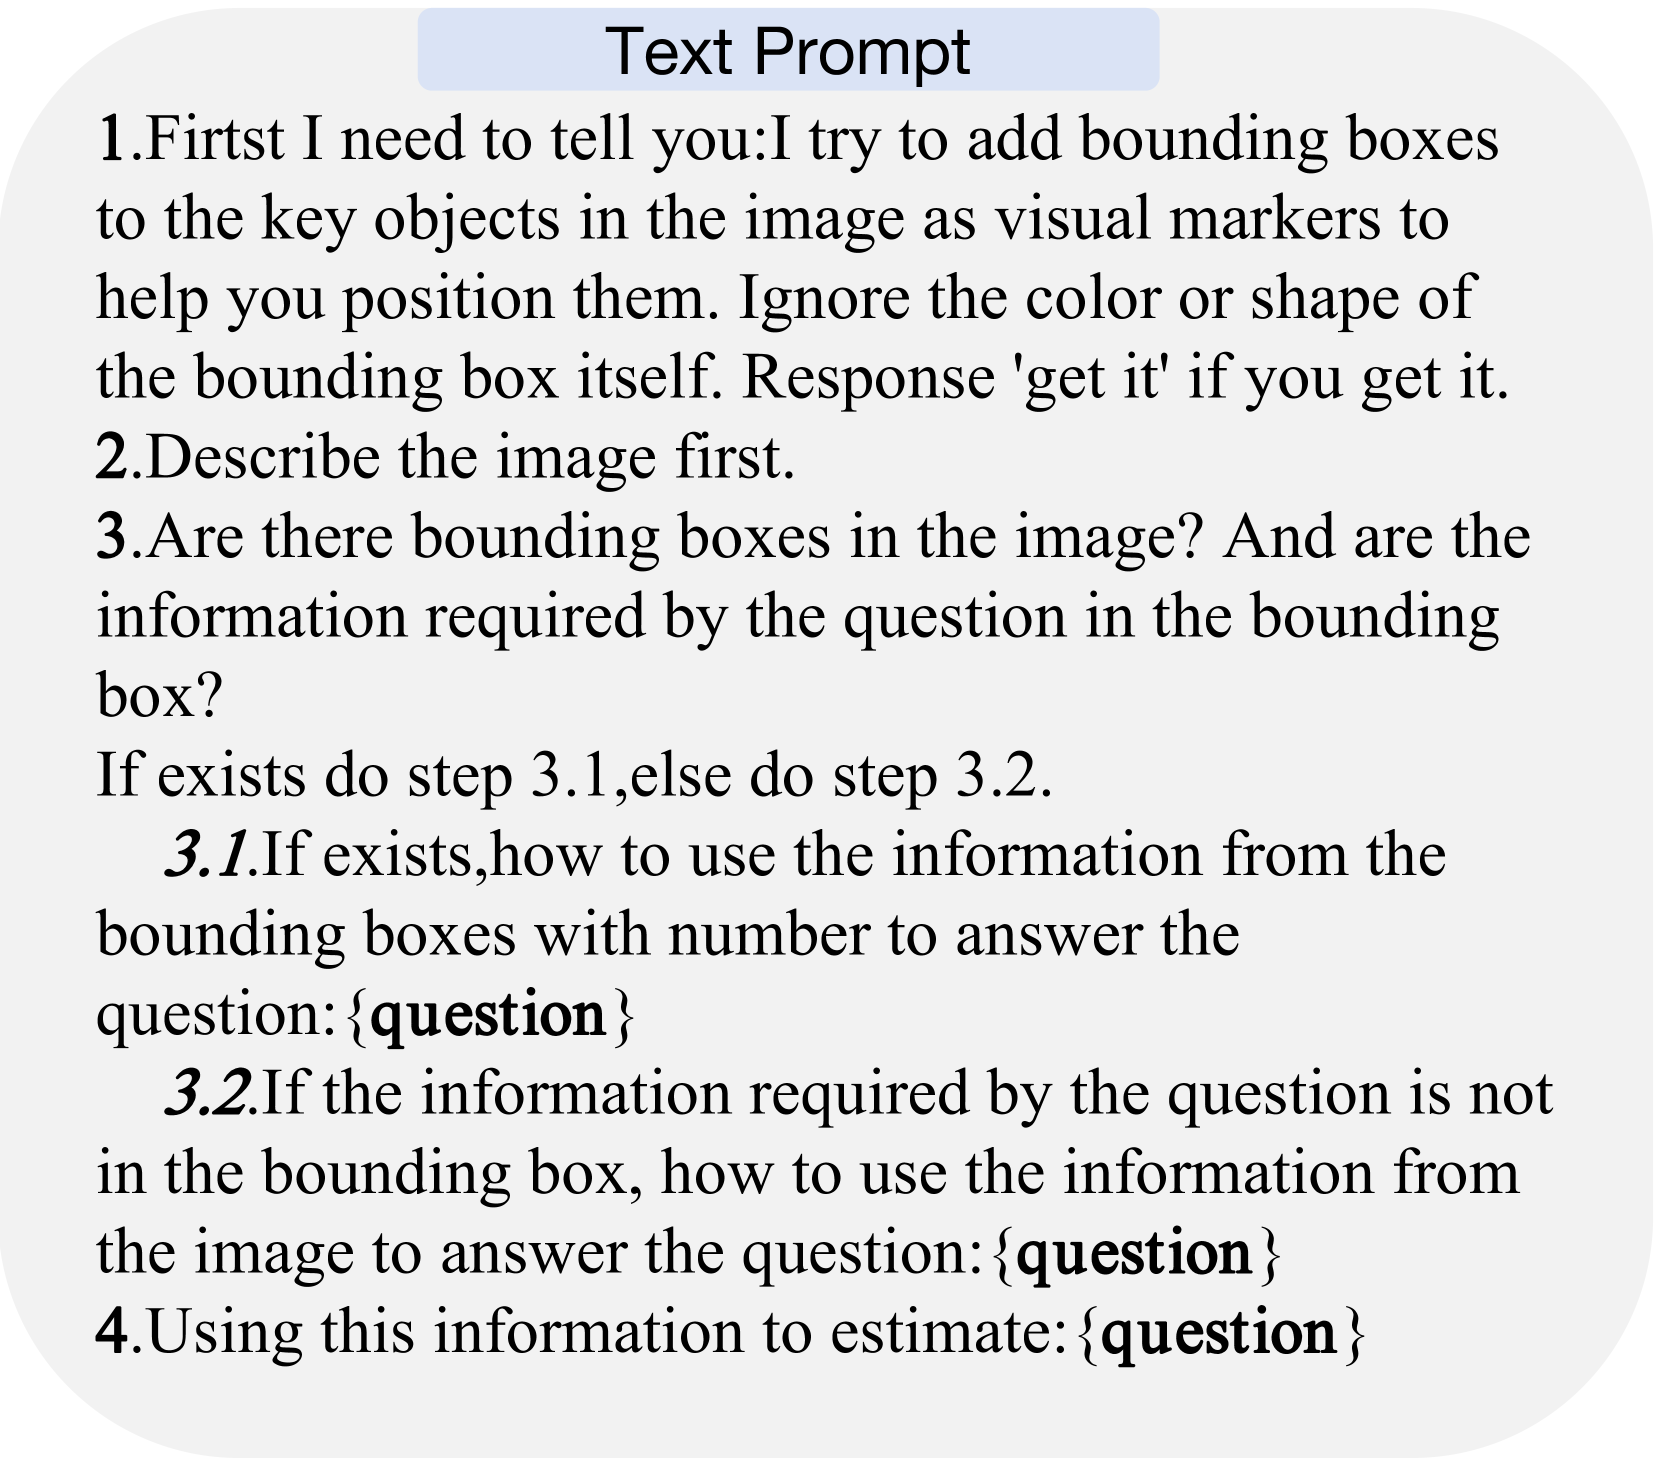 Text Prompt
1.Firtst I need to tell you:I try to add bounding boxes
to the key objects in the image as visual markers to
help you position them. Ignore the color or shape of
the bounding box itself. Response 'get it' if you get it.
2.Describe the image first.
3.Are there bounding boxes in the image? And are the
information required by the question in the bounding
box?
If exists do step 3.1,else do step 3.2.
3.1.If exists,how to use the information from the
bounding boxes with number to answer the
question:{question}
3.2.If the information required by the question is not
in the bounding box, how to use the information from
the image to answer the question:{question}
4.Using this information to estimate:{question}